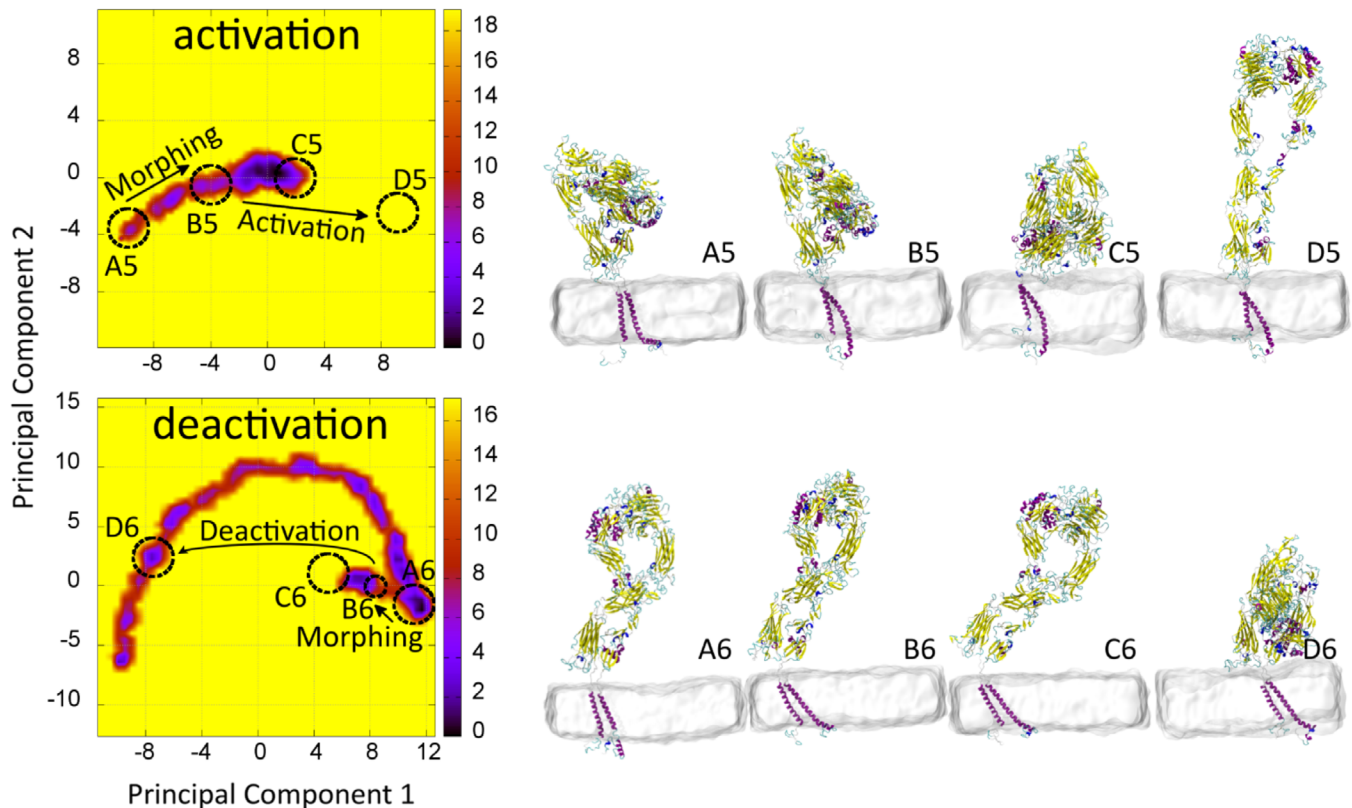 activation
8
4
0
-4
-8
-8
-4
0
4
8
18
16
14
12
10
8
6
4
2
0
Morphing
A5
B5
C5
D5
Activation
A5
B5
C5
D5
Principal Component 2
deactivation
15
10
5
0
-5
-10
-8
-4
0
4
8
12
16
14
12
10
8
6
4
2
0
D6
Deactivation
C6
B6
A6
Morphing
A6
B6
C6
D6
Principal Component 1